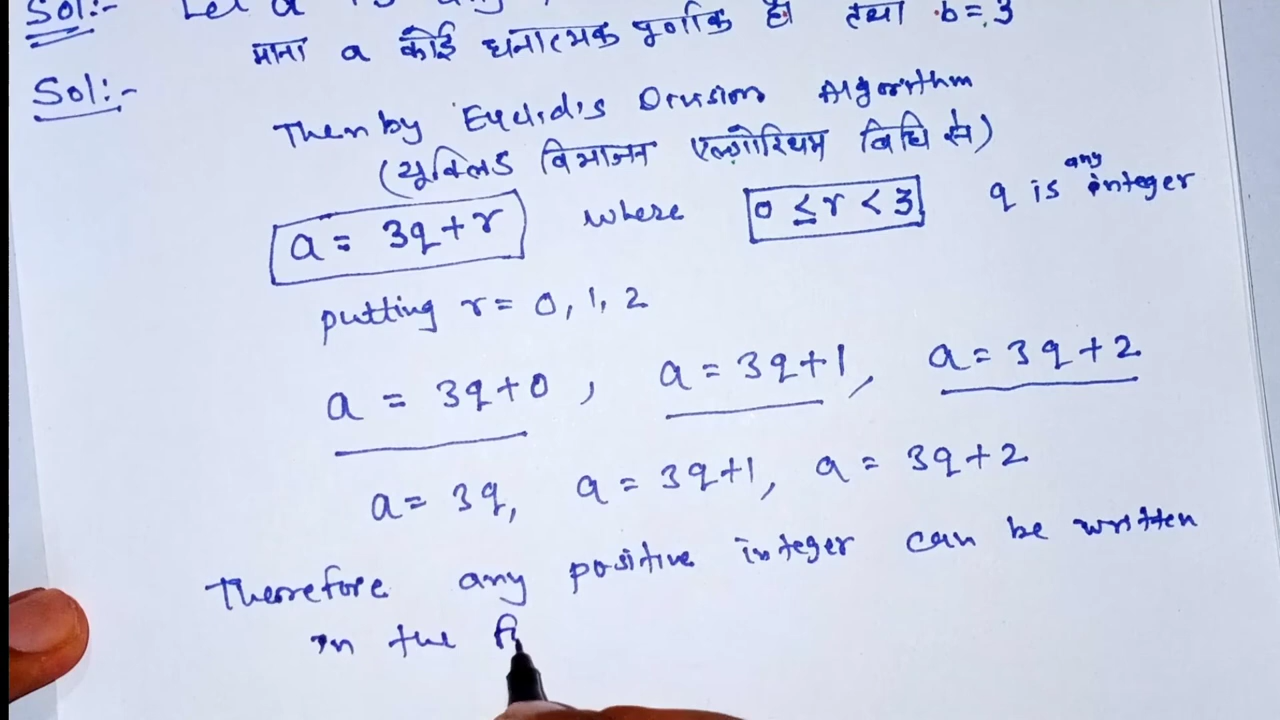 Sol:- Let a
माना a कोई धनात्मक पूर्णांक है। तथा b = 3
Sol:-
Then by Euclid's Division Algorithm
(यूक्लिड विभाजन एल्गोरिथम विधि से)
a = 3q + r where 0 ≤ r < 3 q is any integer
putting r = 0, 1, 2
a = 3q + 0 , a = 3q + 1 , a = 3q + 2
a = 3q, a = 3q + 1, a = 3q + 2
Therefore any positive integer can be written
in the